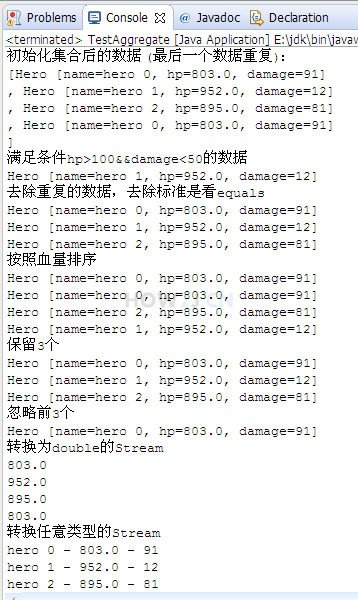 Problems Console Javadoc Declaration
<terminated> TestAggregate [Java Application] E:\jdk\bin\javaw
初始化集合后的数据 (最后一个数据重复):
[Hero [name=hero 0, hp=803.0, damage=91]
, Hero [name=hero 1, hp=952.0, damage=12]
, Hero [name=hero 2, hp=895.0, damage=81]
, Hero [name=hero 0, hp=803.0, damage=91]
]
满足条件hp>100&&damage<50的数据
Hero [name=hero 1, hp=952.0, damage=12]
去除重复的数据，去除标准是看equals
Hero [name=hero 0, hp=803.0, damage=91]
Hero [name=hero 1, hp=952.0, damage=12]
Hero [name=hero 2, hp=895.0, damage=81]
按照血量排序
Hero [name=hero 0, hp=803.0, damage=91]
Hero [name=hero 0, hp=803.0, damage=91]
Hero [name=hero 2, hp=895.0, damage=81]
Hero [name=hero 1, hp=952.0, damage=12]
保留3个
Hero [name=hero 0, hp=803.0, damage=91]
Hero [name=hero 1, hp=952.0, damage=12]
Hero [name=hero 2, hp=895.0, damage=81]
忽略前3个
Hero [name=hero 0, hp=803.0, damage=91]
转换为double的Stream
803.0
952.0
895.0
803.0
转换任意类型的Stream
hero 0 - 803.0 - 91
hero 1 - 952.0 - 12
hero 2 - 895.0 - 81